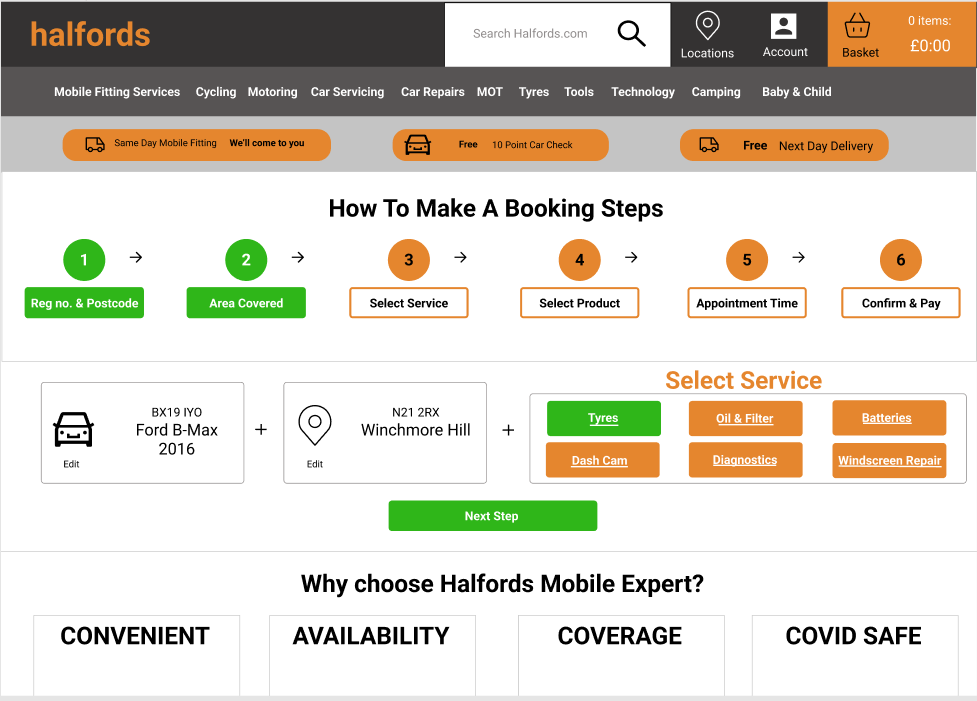 halfords
Search Halfords.com
Locations
Account
Basket
0 items:
£0:00
Mobile Fitting Services Cycling Motoring Car Servicing Car Repairs MOT Tyres Tools Technology Camping Baby & Child
Same Day Mobile Fitting We'll come to you
Free 10 Point Car Check
Free Next Day Delivery
How To Make A Booking Steps
1 2 3 4 5 6
Reg no. & Postcode
Area Covered
Select Service
Select Product
Appointment Time
Confirm & Pay
BX19 IYO
Ford B-Max
2016
Edit
+
N21 2RX
Winchmore Hill
Edit
+
Select Service
Tyres
Oil & Filter
Batteries
Dash Cam
Diagnostics
Windscreen Repair
Next Step
Why choose Halfords Mobile Expert?
CONVENIENT
AVAILABILITY
COVERAGE
COVID SAFE